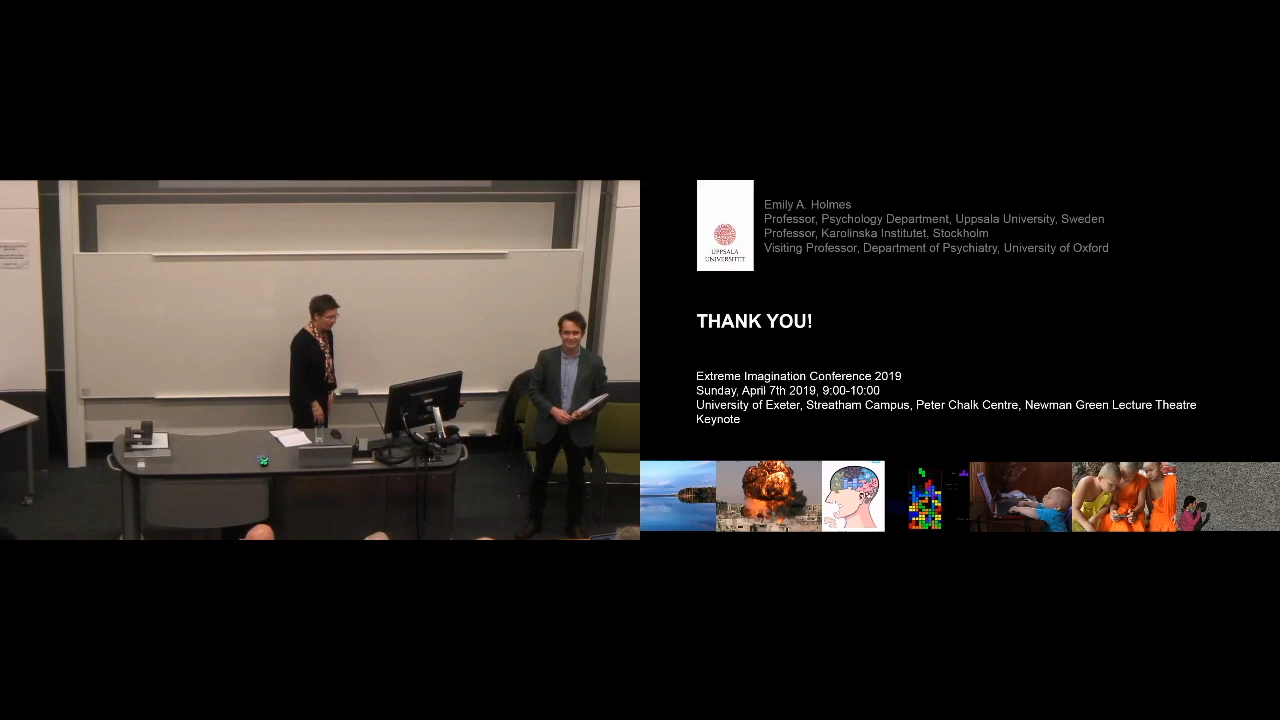 Emily A. Holmes
Professor, Psychology Department, Uppsala University, Sweden
Professor, Karolinska Institutet, Stockholm
Visiting Professor, Department of Psychiatry, University of Oxford
UPPSALA
UNIVERSITET
THANK YOU!
Extreme Imagination Conference 2019
Sunday, April 7th 2019, 9:00-10:00
University of Exeter, Streatham Campus, Peter Chalk Centre, Newman Green Lecture Theatre
Keynote